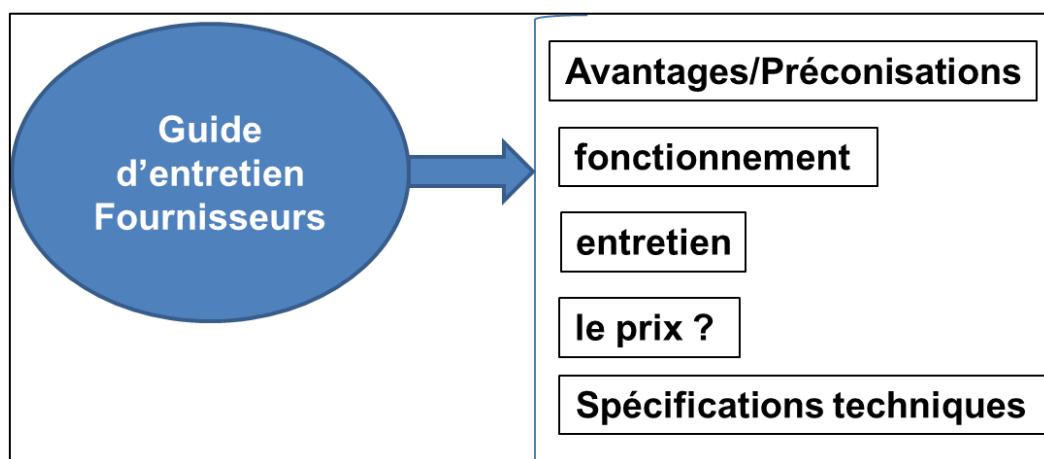 Guide
d’entretien
Fournisseurs
Avantages/Préconisations
fonctionnement
entretien
le prix ?
Spécifications techniques